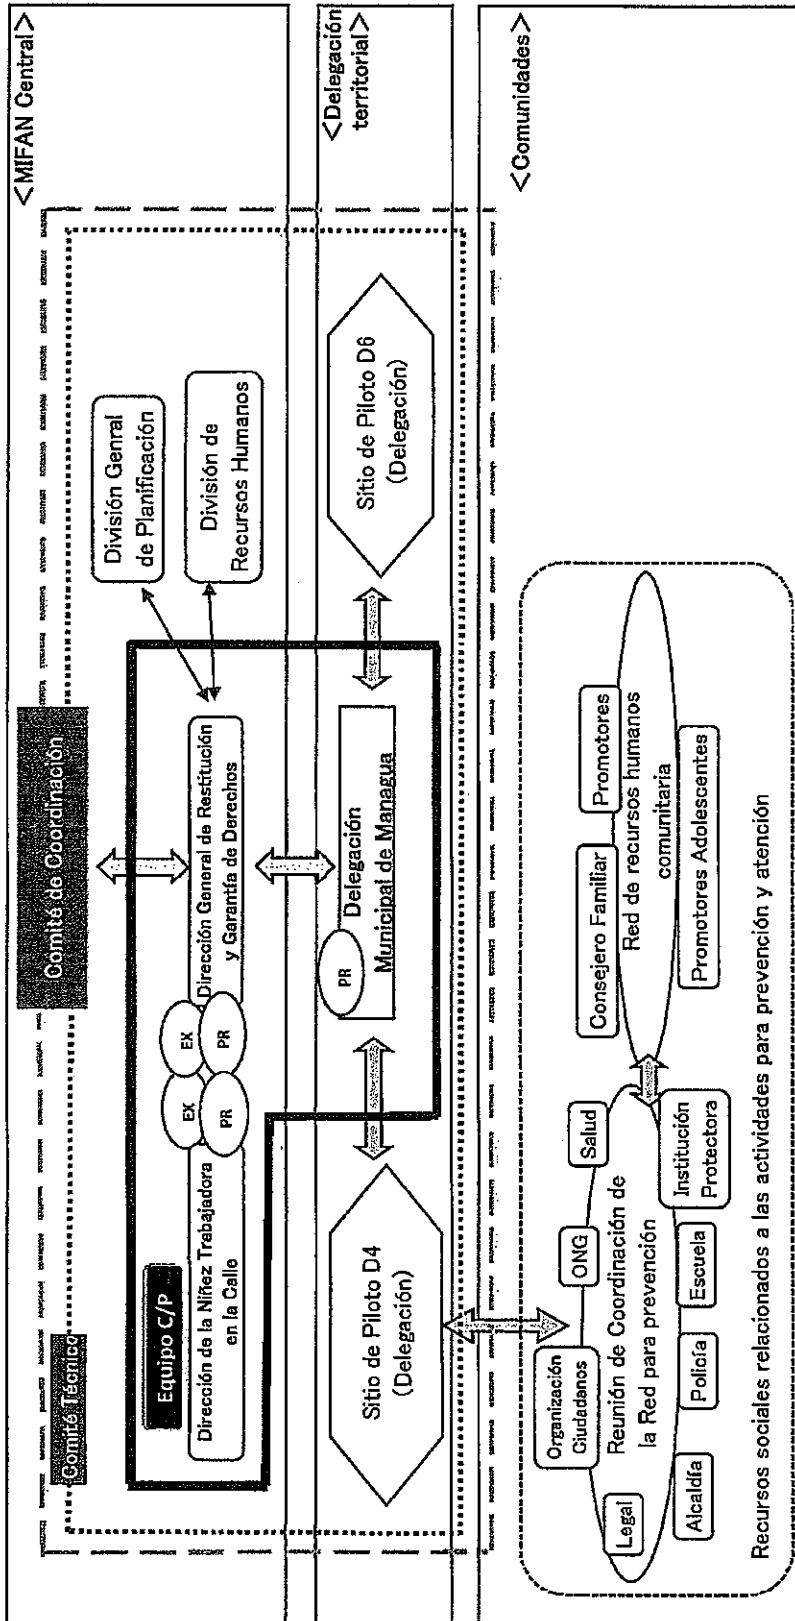 <MIFAN Central>
Comité de Coordinación
Comité Técnico
Equipo C/P
Dirección de la Niñez Trabajadora
en la Calle
EX
PR
EX
PR
Dirección General de Restitución
y Garantía de Derechos
División Genral
de Planificación
División de
Recursos Humanos
<Delegación
territorial>
Sitio de Piloto D4
(Delegación)
PR
Delegación
Municipal de Managua
Sitio de Piloto D6
(Delegación)
<Comunidades>
Legal
Organización
Ciudadanos
ONG
Salud
Reunión de Coordinación de
la Red para prevención
Alcaldía
Policía
Escuela
Institución
Protectora
Consejero Familiar
Promotores
Red de recursos humanos
comunitaria
Promotores Adolescentes
Recursos sociales relacionados a las actividades para prevención y atención